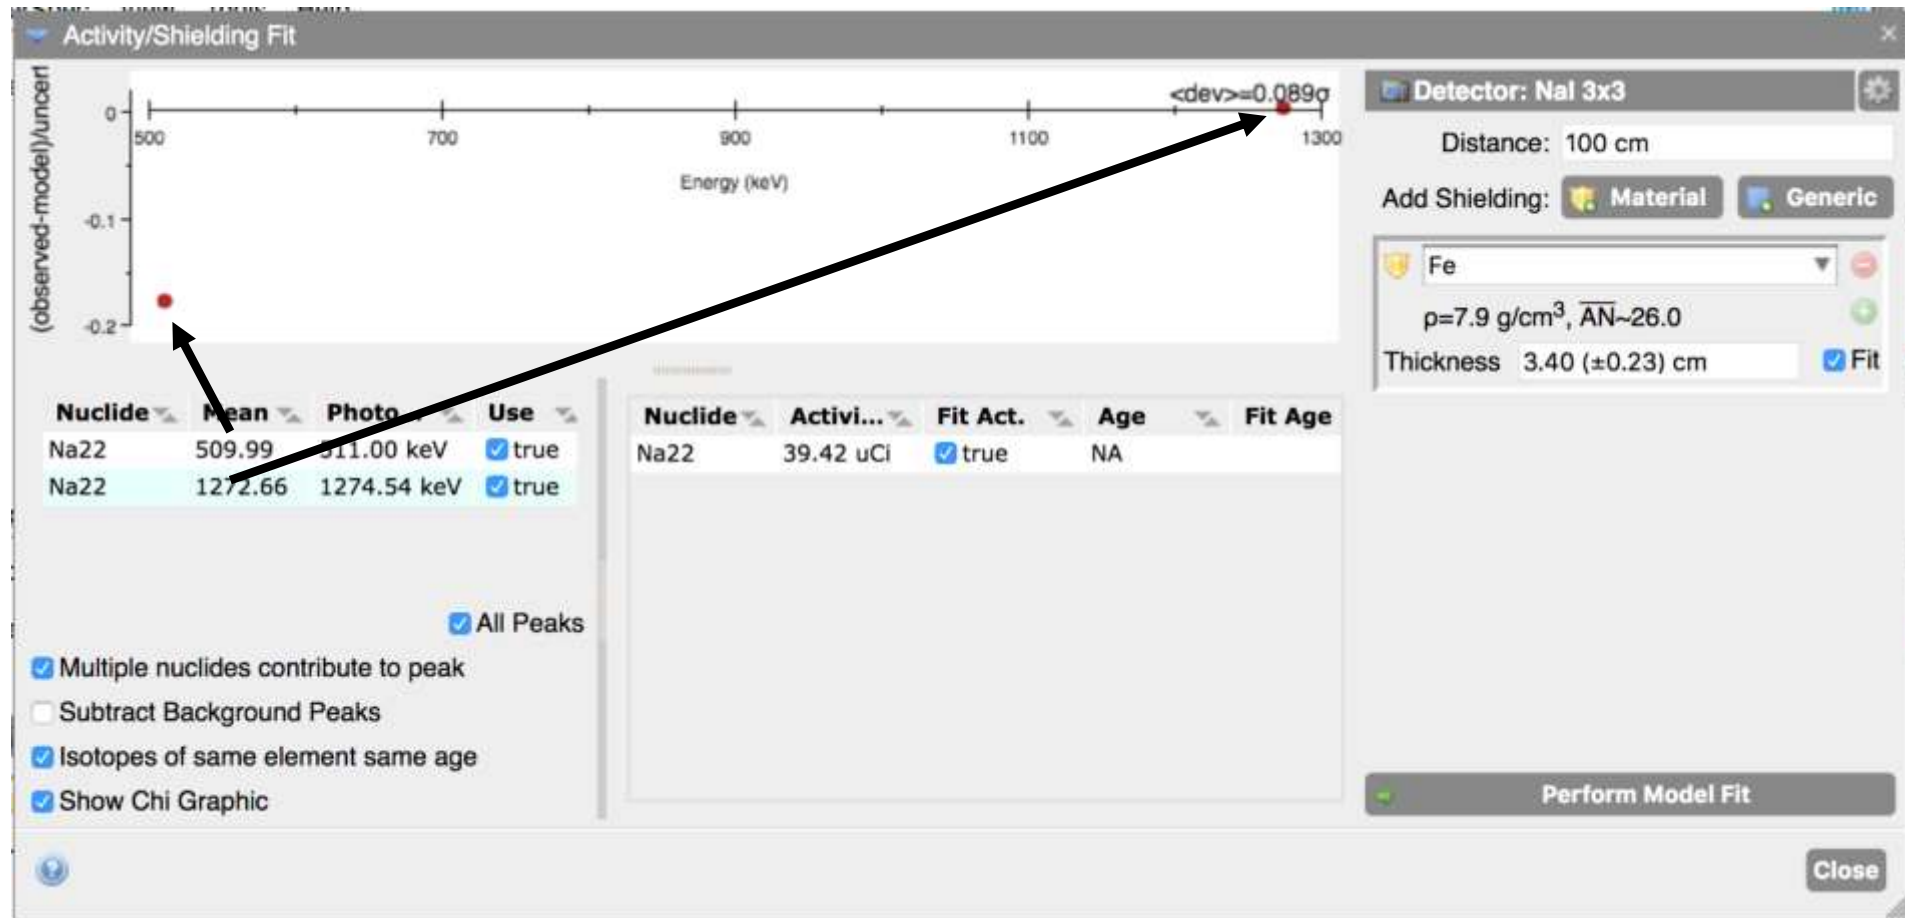 Activity/Shielding Fit
(observed-model)/uncert
<dev>=0.089σ
0
-0.1
-0.2
500 700 900 1100 1300
Energy (keV)
Detector: NaI 3x3
Distance: 100 cm
Add Shielding: Material Generic
Fe
ρ=7.9 g/cm³, AN~26.0
Thickness 3.40 (±0.23) cm Fit
Nuclide Mean Photo Use
Na22 509.99 511.00 keV true
Na22 1272.66 1274.54 keV true
All Peaks
Multiple nuclides contribute to peak
Subtract Background Peaks
Isotopes of same element same age
Show Chi Graphic
Nuclide Activi... Fit Act. Age Fit Age
Na22 39.42 uCi true NA
Perform Model Fit
Close